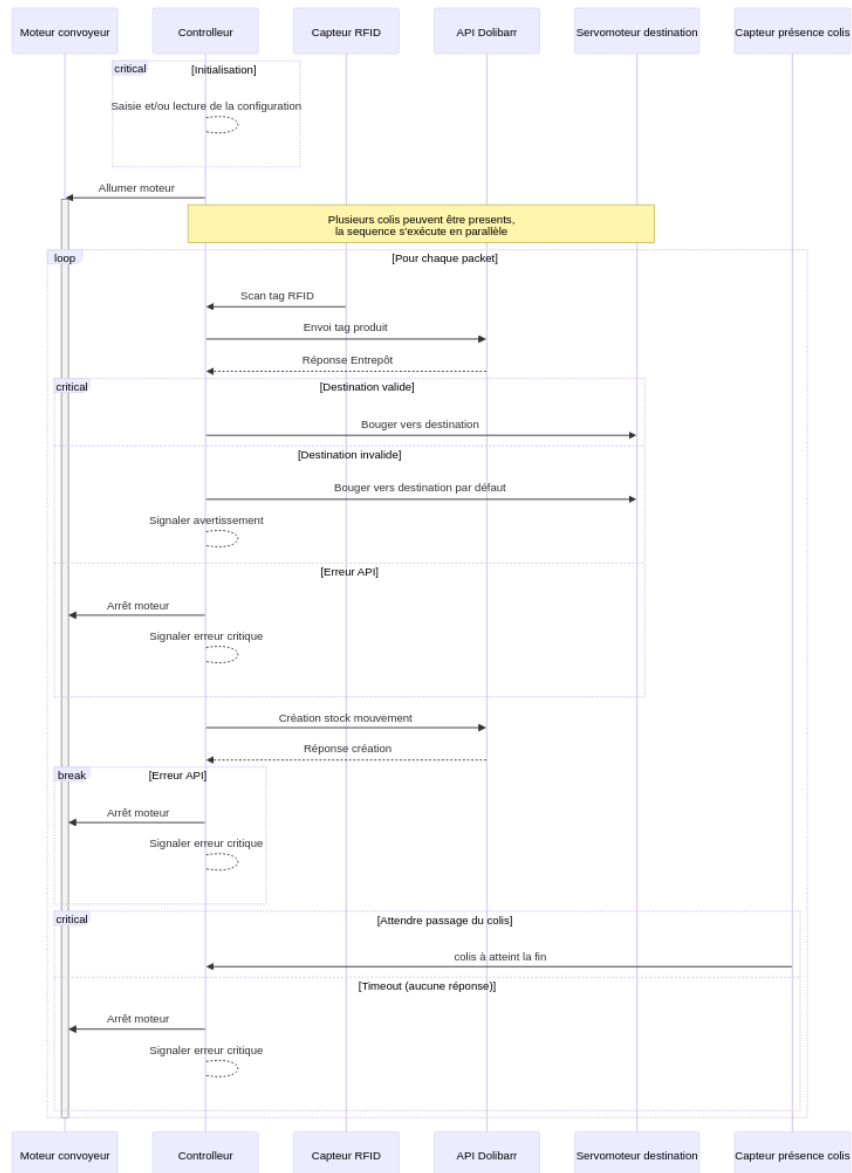 Moteur convoyeur
Controlleur
Capteur RFID
API Dolibarr
Servomoteur destination
Capteur présence colis
critical
[Initialisation]
Saisie et/ou lecture de la configuration
Allumer moteur
Plusieurs colis peuvent être presents,
la sequence s'exécute en parallèle
loop
[Pour chaque packet]
Scan tag RFID
Envoi tag produit
Réponse Entrepôt
critical
[Destination valide]
Bouger vers destination
[Destination invalide]
Bouger vers destination par défaut
Signaler avertissement
[Erreur API]
Arrêt moteur
Signaler erreur critique
Création stock mouvement
Réponse création
break
[Erreur API]
Arrêt moteur
Signaler erreur critique
critical
[Attendre passage du colis]
colis à atteint la fin
[Timeout (aucune réponse)]
Arrêt moteur
Signaler erreur critique
Moteur convoyeur
Controlleur
Capteur RFID
API Dolibarr
Servomoteur destination
Capteur présence colis